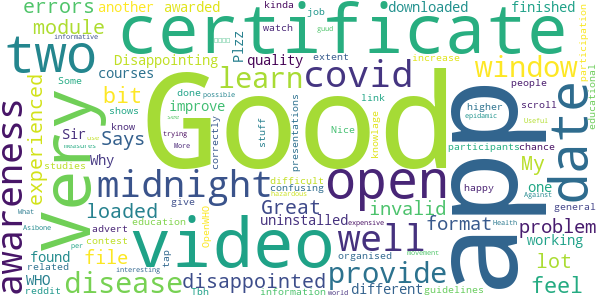 errors another awarded kinda job downloaded finished
informative module certificate watch guud extent increase
two Disappointing quality Plzz participation
bit courses learn covid window
Very Good app date
awareness experienced Some shows done possible link improve
stuff presentations knowlage higher people scroll educational
Sir know see correctly Nice epidamic Useful
Says trying More participants chance
Why studies measures difficult My one
midnight open happy general
confusing hazardous Against
loaded give Great invalid format problem
What education uninstalled expensive Health working
Asibone found file advert video well lot
contest OpenWHO tap disappointed provide feel
WHO related organised different movement guidelines
disease per reddit interesting Tbh information world